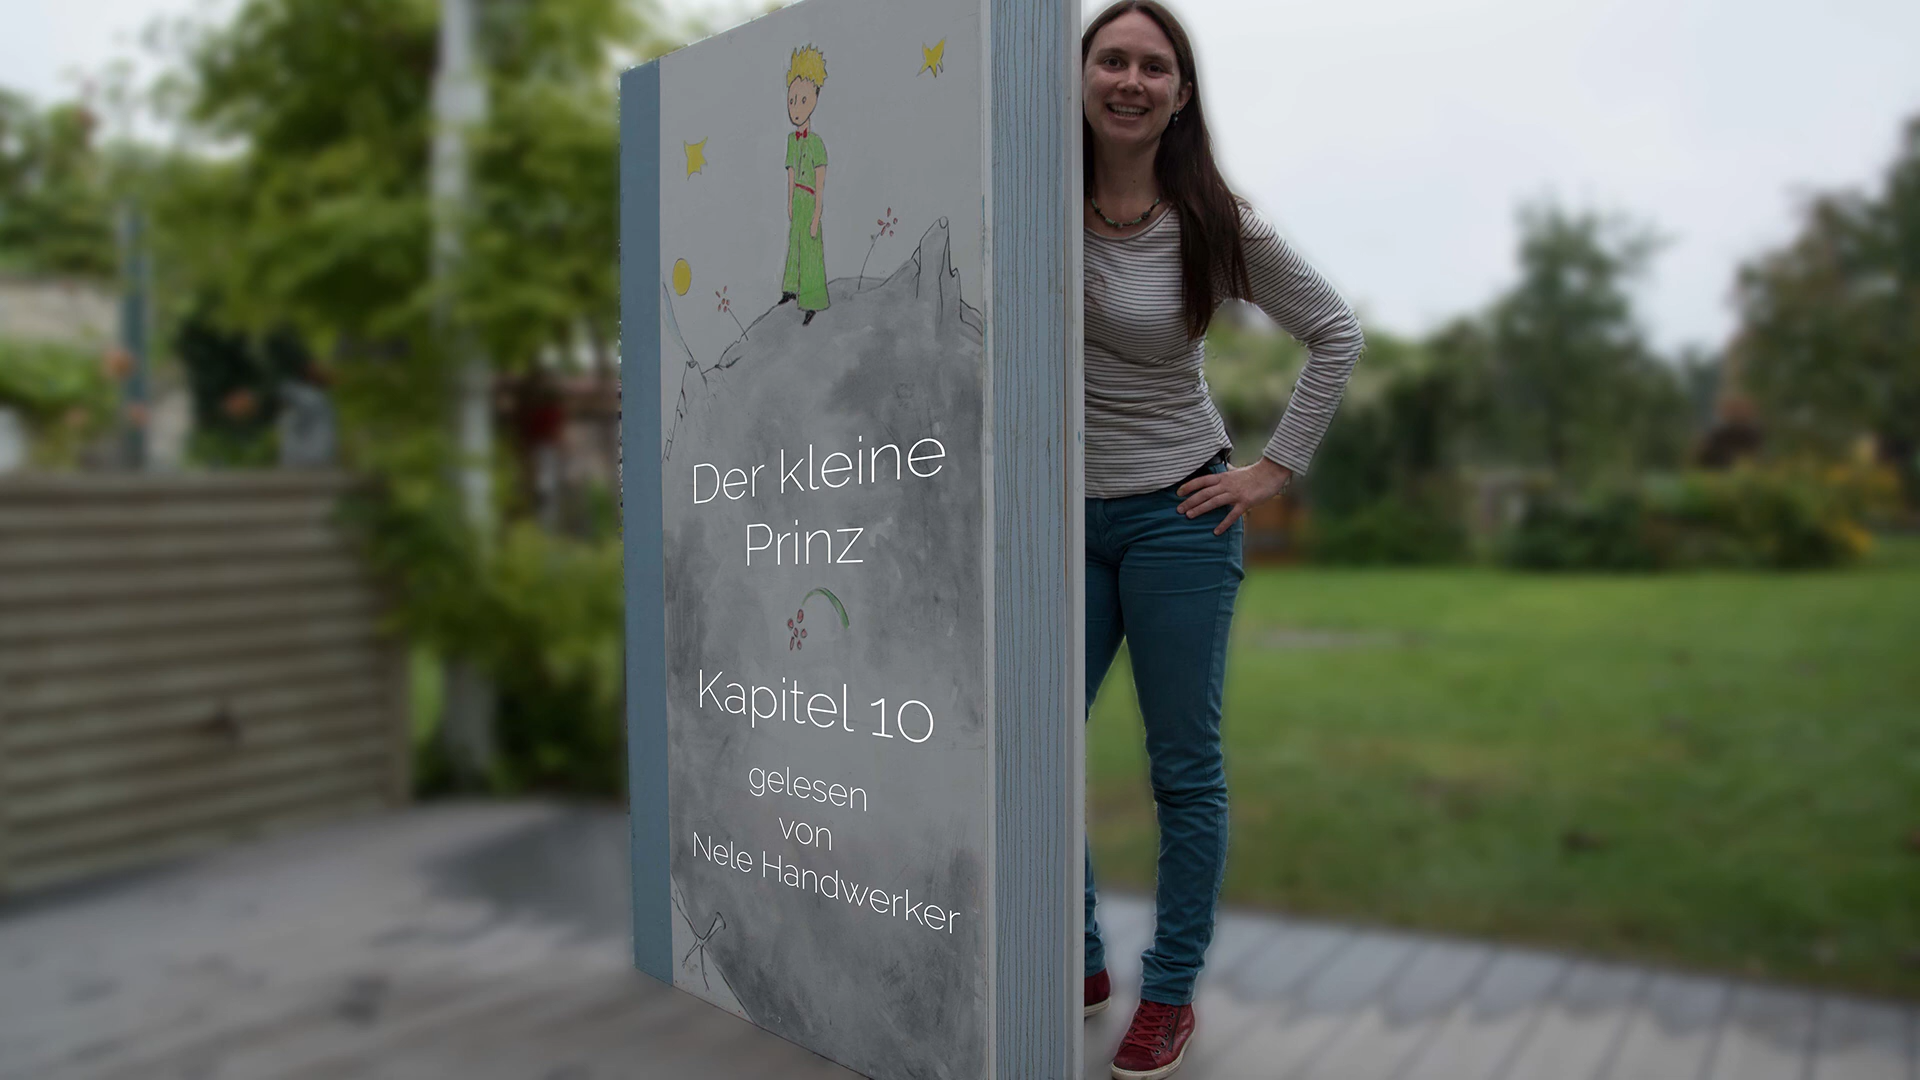 Der kleine
Prinz
Kapitel 10
gelesen
von
Nele Handwerker